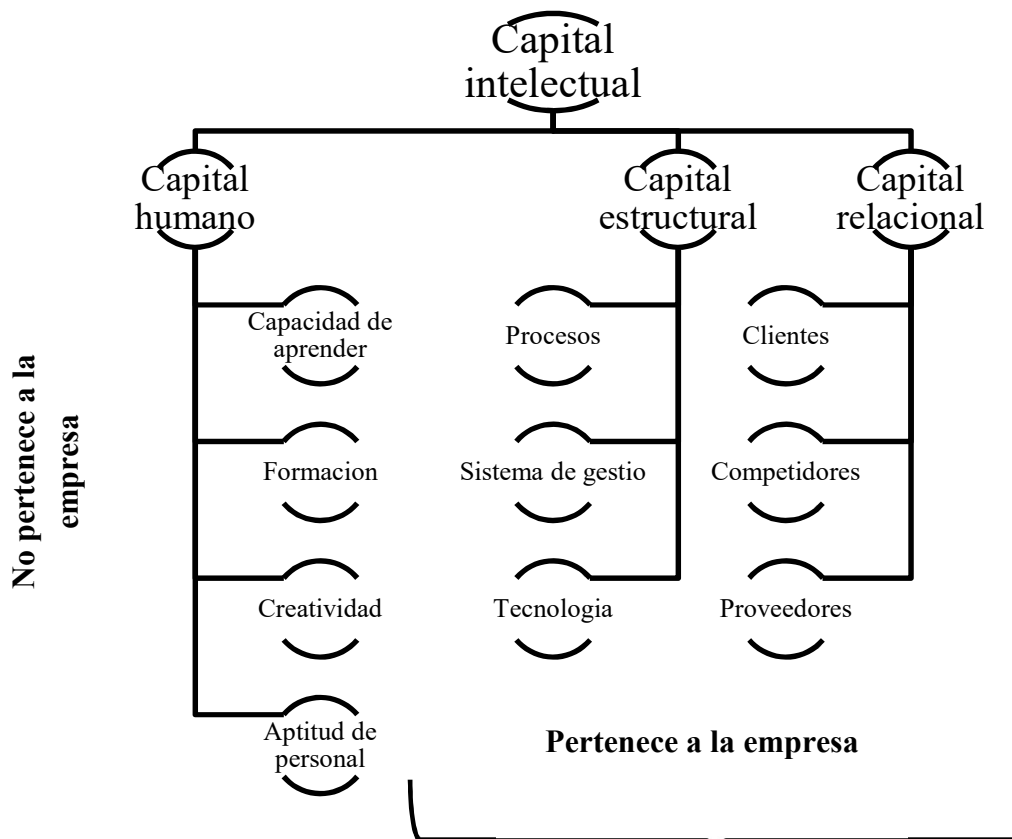 Capital
intelectual
Capital
humano
Capital
estructural
Capital
relacional
Capacidad de
aprender
Procesos
Clientes
Formacion
Sistema de gestio
Competidores
Creatividad
Tecnologia
Proveedores
Aptitud de
personal
No pertenece a la
empresa
Pertenece a la empresa